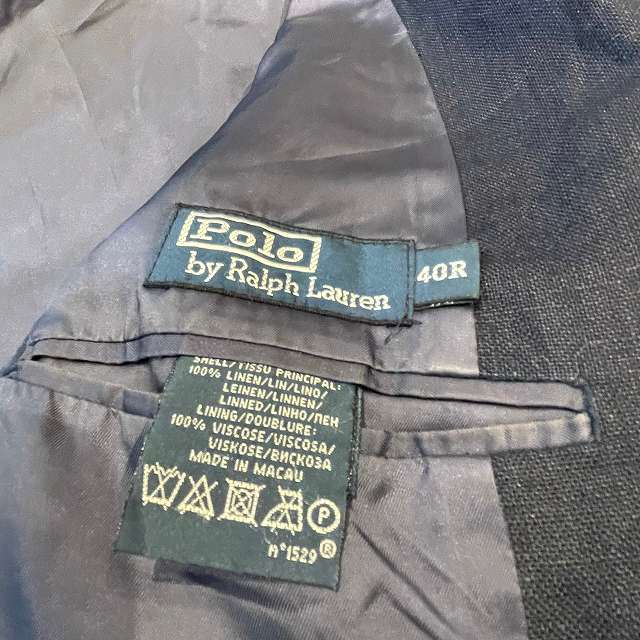 Polo
by Ralph Lauren
40R
SHELL/TISSU PRINCIPAL:
100% LINEN/LIN/LINO/
LEINEN/LINNEN/
LINNED/LINHO/ΛEH
LINING/DOUBLURE:
100% VISCOSE/VISCOSA/
VISKOSE/ВИСКОЗА
MADE IN MACAU
P
n°1529®